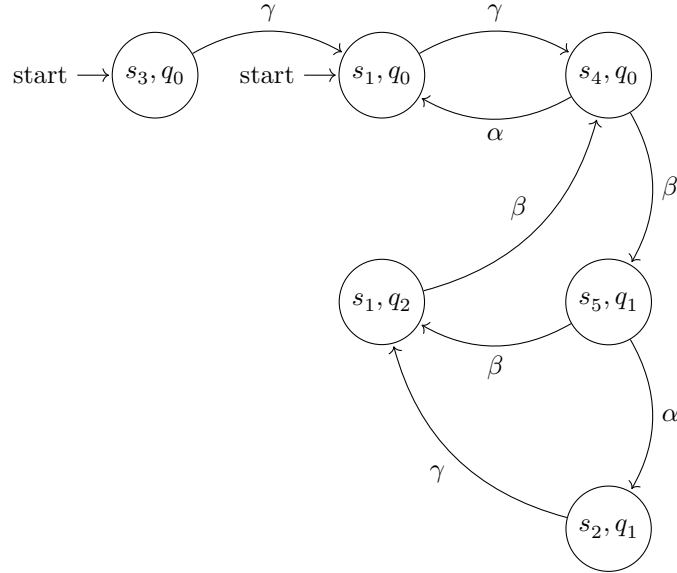 γ γ
start s₃, q₀ start s₁, q₀ s₄, q₀
α
β β
s₁, q₂ s₅, q₁
β
α
γ
s₂, q₁